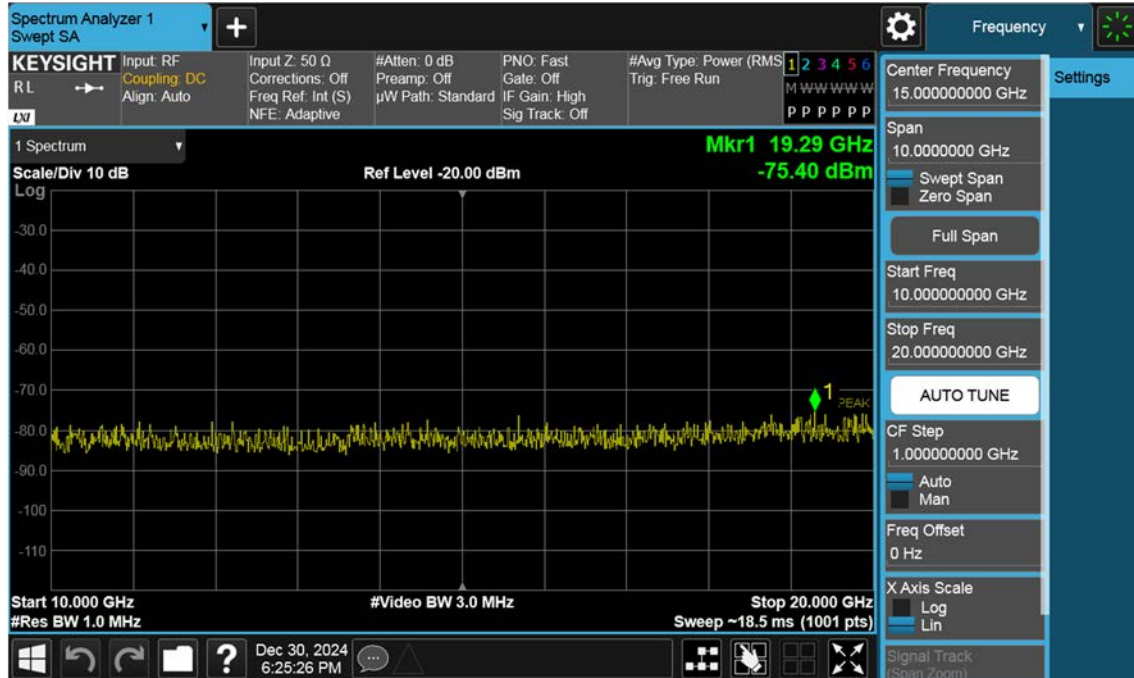 Spectrum Analyzer 1
Swept SA
+
Frequency
KEYSIGHT
R L
LXI
Input: RF
Coupling: DC
Align: Auto
Input Z: 50 Ω
Corrections: Off
Freq Ref: Int (S)
NFE: Adaptive
#Atten: 0 dB
Preamp: Off
µW Path: Standard
PNO: Fast
Gate: Off
IF Gain: High
Sig Track: Off
#Avg Type: Power (RMS
Trig: Free Run
1 2 3 4 5 6
M W W W W W
P P P P P P
1 Spectrum
Mkr1 19.29 GHz
-75.40 dBm
Scale/Div 10 dB
Ref Level -20.00 dBm
Log
-30.0
-40.0
-50.0
-60.0
-70.0
-80.0
-90.0
-100
-110
1
PEAK
Start 10.000 GHz
#Video BW 3.0 MHz
Stop 20.000 GHz
#Res BW 1.0 MHz
Sweep ~18.5 ms (1001 pts)
?
Dec 30, 2024
6:25:26 PM
Center Frequency
15.000000000 GHz
Settings
Span
10.0000000 GHz
Swept Span
Zero Span
Full Span
Start Freq
10.000000000 GHz
Stop Freq
20.000000000 GHz
AUTO TUNE
CF Step
1.000000000 GHz
Auto
Man
Freq Offset
0 Hz
X Axis Scale
Log
Lin
Signal Track
(Span Zoom)